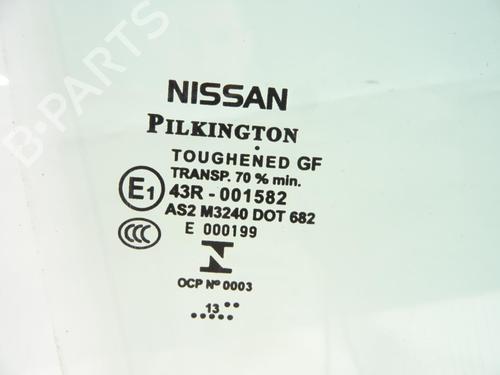 B-PARTS
NISSAN
PILKINGTON
TOUGHENED GF
TRANSP. 70 % min.
E1 43R - 001582
AS2 M3240 DOT 682
E 000199
CCC
N
OCP Nº 0003
13